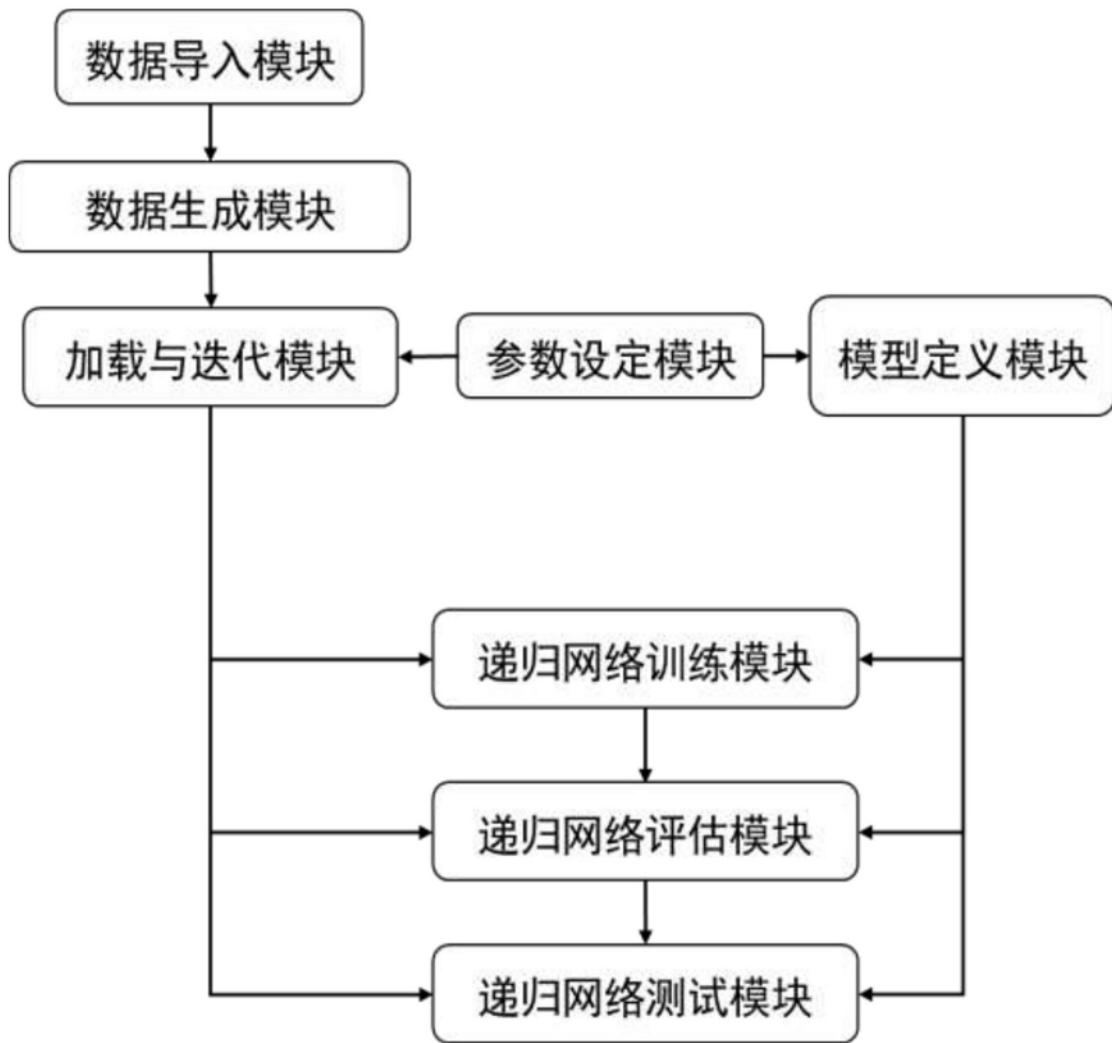 数据导入模块
数据生成模块
加载与迭代模块
参数设定模块
模型定义模块
递归网络训练模块
递归网络评估模块
递归网络测试模块